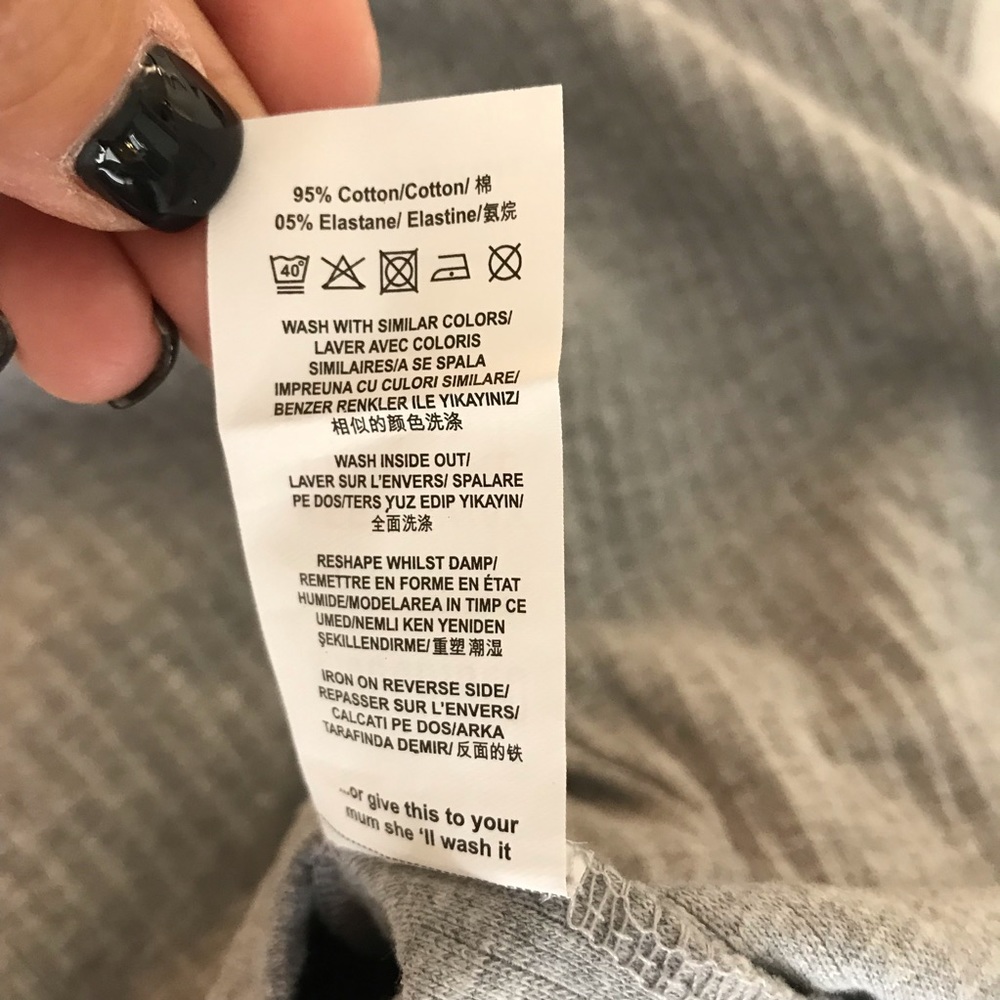 95% Cotton/Cotton/ 棉
05% Elastane/ Elastine/氨烷
40°
WASH WITH SIMILAR COLORS/
LAVER AVEC COLORIS
SIMILAIRES/A SE SPALA
IMPREUNA CU CULORI SIMILARE/
BENZER RENKLER ILE YIKAYINIZ/
相似的颜色洗涤
WASH INSIDE OUT/
LAVER SUR L'ENVERS/ SPALARE
PE DOS/TERS YUZ EDIP YIKAYIN/
全面洗涤
RESHAPE WHILST DAMP/
REMETTRE EN FORME EN ÉTAT
HUMIDE/MODELAREA IN TIMP CE
UMED/NEMLI KEN YENIDEN
ŞEKILLENDIRME/重塑潮湿
IRON ON REVERSE SIDE/
REPASSER SUR L'ENVERS/
CALCATI PE DOS/ARKA
TARAFINDA DEMIR/ 反面的铁
...or give this to your
mum she 'll wash it